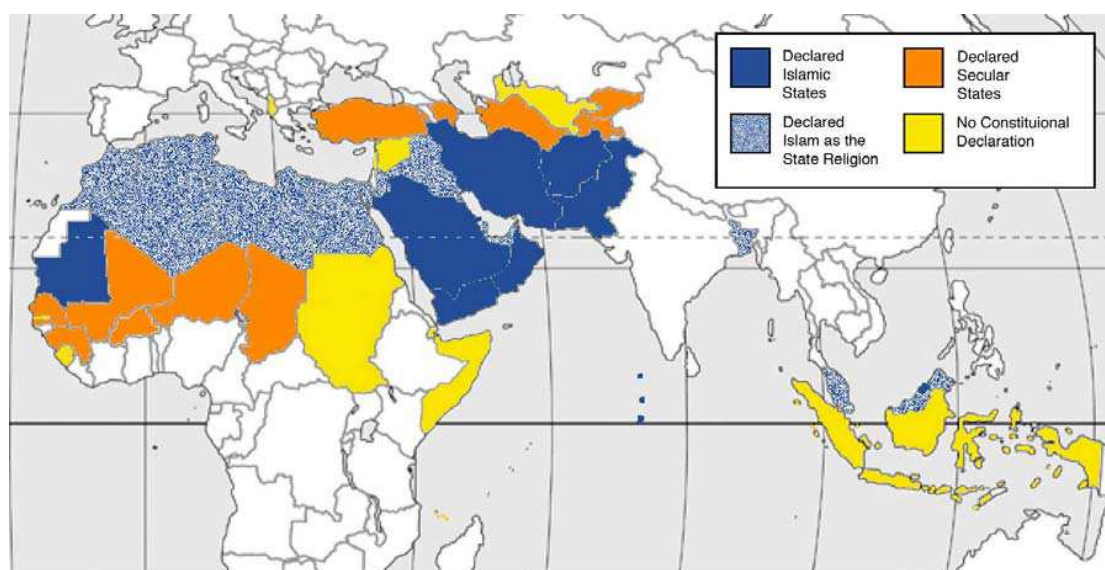 Declared
Islamic
States
Declared
Secular
States
Declared
Islam as the
State Religion
No Constituional
Declaration